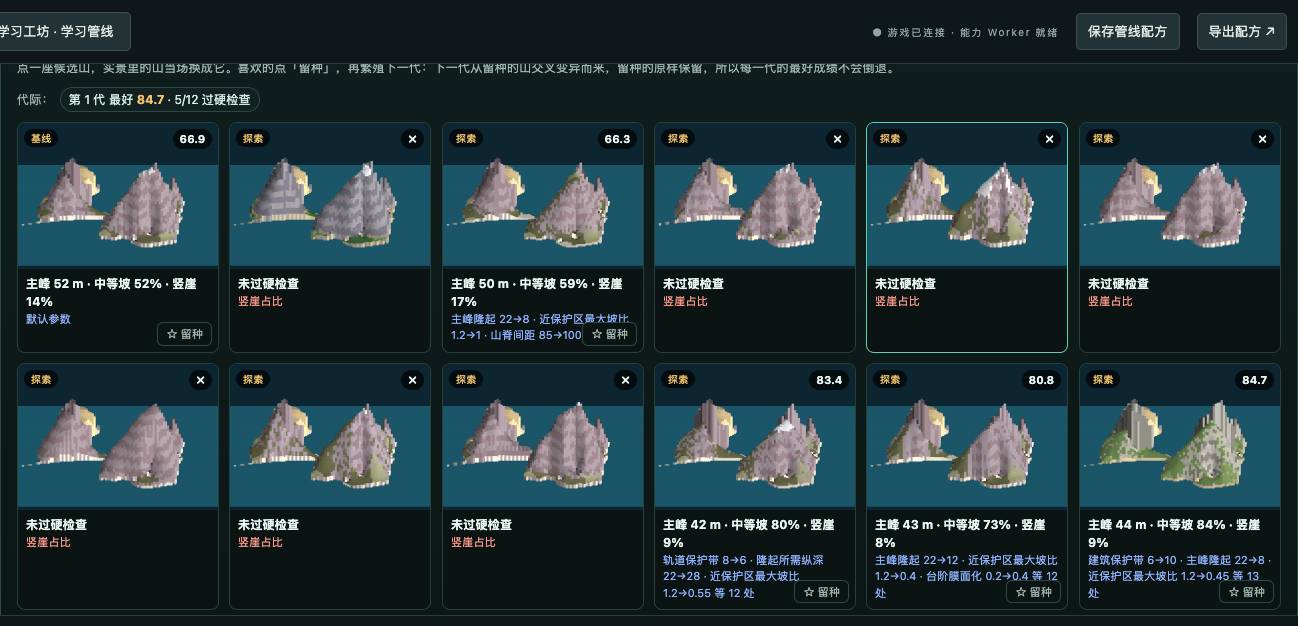 学习工坊 · 学习管线
游戏已连接 · 能力 Worker 就绪
保存管线配方
导出配方 ↗
点一座候选山，实景里的山当场换成它。喜欢的点「留种」，再繁殖下一代：下一代从留种的山交叉变异而来，留种的原样保留，所以每一代的最好成绩不会倒退。
代际：
第 1 代 最好 84.7 · 5/12 过硬检查
基线
66.9
主峰 52 m · 中等坡 52% · 竖崖
14%
默认参数
☆ 留种
探索
×
未过硬检查
竖崖占比
探索
66.3
主峰 50 m · 中等坡 59% · 竖崖
17%
主峰隆起 22→8 · 近保护区最大坡比
1.2→1 · 山脊间距 85→100
☆ 留种
探索
×
未过硬检查
竖崖占比
探索
×
未过硬检查
竖崖占比
探索
×
未过硬检查
竖崖占比
探索
×
未过硬检查
竖崖占比
探索
×
未过硬检查
竖崖占比
探索
×
未过硬检查
竖崖占比
探索
83.4
主峰 42 m · 中等坡 80% · 竖崖
9%
轨道保护带 8→6 · 隆起所需纵深
22→28 · 近保护区最大坡比
1.2→0.55 等 12 处
☆ 留种
探索
80.8
主峰 43 m · 中等坡 73% · 竖崖
8%
主峰隆起 22→12 · 近保护区最大坡比
1.2→0.4 · 台阶膜面化 0.2→0.4 等 12
处
☆ 留种
探索
84.7
主峰 44 m · 中等坡 84% · 竖崖
9%
建筑保护带 6→10 · 主峰隆起 22→8 ·
近保护区最大坡比 1.2→0.45 等 13
处
☆ 留种